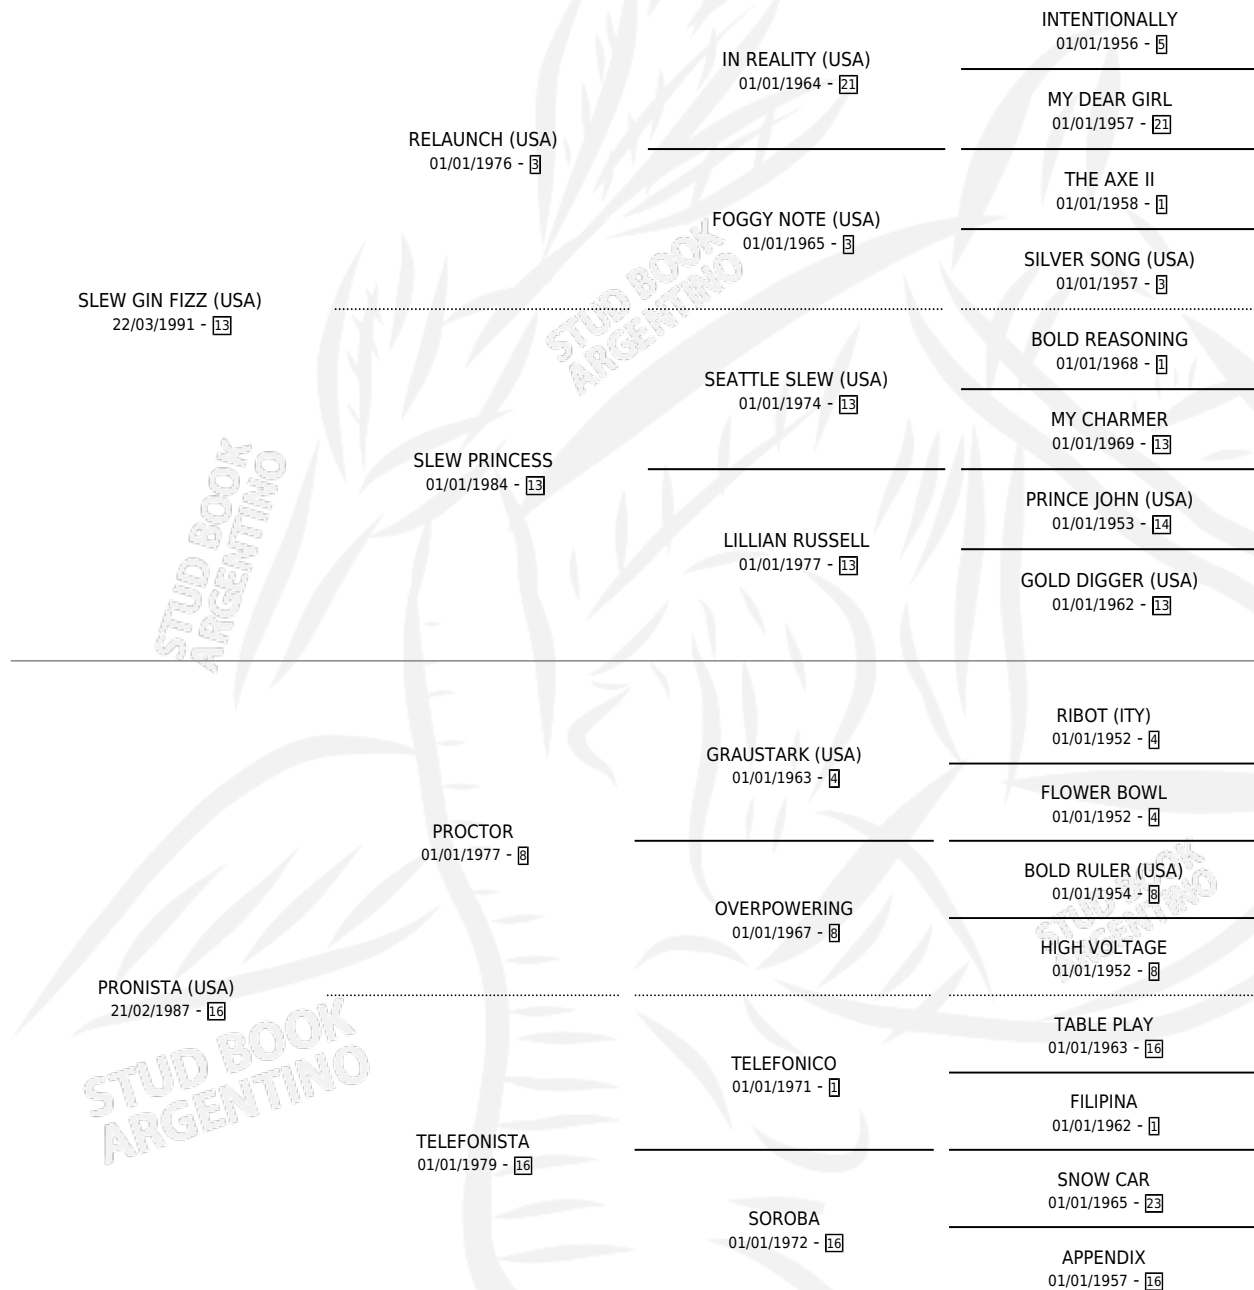 INTENTIONALLY
01/01/1956 - 5
IN REALITY (USA)
01/01/1964 - 21
MY DEAR GIRL
01/01/1957 - 21
RELAUNCH (USA)
01/01/1976 - 3
THE AXE II
01/01/1958 - 1
FOGGY NOTE (USA)
01/01/1965 - 3
SILVER SONG (USA)
01/01/1957 - 3
SLEW GIN FIZZ (USA)
22/03/1991 - 13
BOLD REASONING
01/01/1968 - 1
SEATTLE SLEW (USA)
01/01/1974 - 13
MY CHARMER
01/01/1969 - 13
SLEW PRINCESS
01/01/1984 - 13
PRINCE JOHN (USA)
01/01/1953 - 14
LILLIAN RUSSELL
01/01/1977 - 13
GOLD DIGGER (USA)
01/01/1962 - 13
RIBOT (ITY)
01/01/1952 - 4
GRAUSTARK (USA)
01/01/1963 - 4
FLOWER BOWL
01/01/1952 - 4
PROCTOR
01/01/1977 - 8
BOLD RULER (USA)
01/01/1954 - 8
OVERPOWERING
01/01/1967 - 8
HIGH VOLTAGE
01/01/1952 - 8
PRONISTA (USA)
21/02/1987 - 16
TABLE PLAY
01/01/1963 - 16
TELEFONICO
01/01/1971 - 1
FILIPINA
01/01/1962 - 1
TELEFONISTA
01/01/1979 - 16
SNOW CAR
01/01/1965 - 23
SOROBA
01/01/1972 - 16
APPENDIX
01/01/1957 - 16
STUD BOOK
ARGENTINO
STUD BOOK
ARGENTINO
STUD BOOK
ARGENTINO
STUD BOOK
ARGENTINO